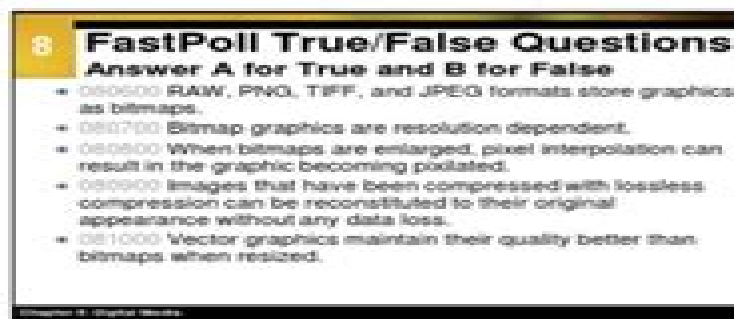 8
FastPoll True/False Questions
Answer A for True and B for False
• 080600 RAW, PNG, TIFF, and JPEG formats store graphics
as bitmaps.
• 080700 Bitmap graphics are resolution dependent.
• 080800 When bitmaps are enlarged, pixel interpolation can
result in the graphic becoming pixilated.
• 080900 Images that have been compressed with lossless
compression can be reconstituted to their original
appearance without any data loss.
• 081000 Vector graphics maintain their quality better than
bitmaps when resized.
Chapter 8: Digital Media